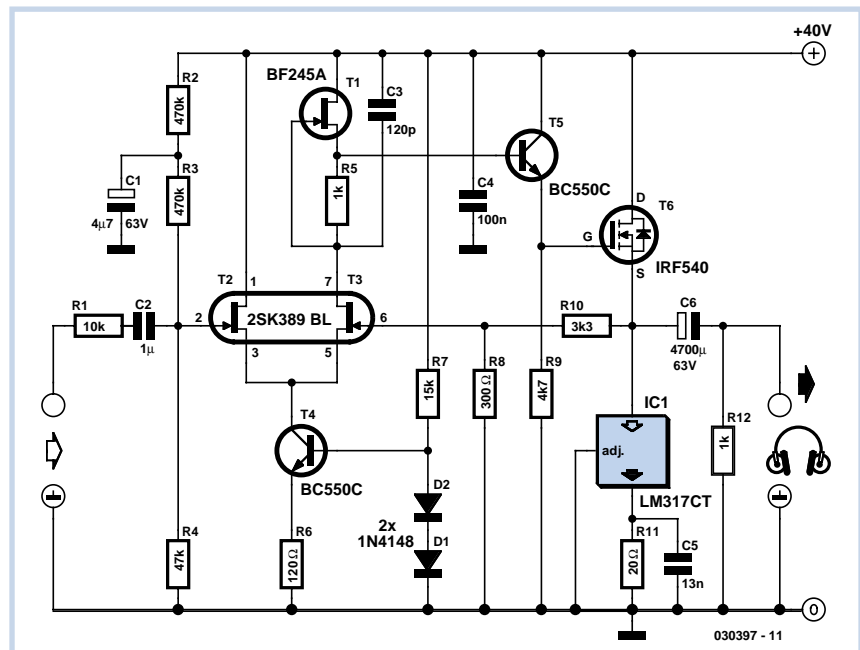 +40V
BF245A
T1
C3
120p
R2
470k
R3
470k
C1
4µ7
63V
R5
1k
C4
100n
T5
BC550C
D
T6
G
S
IRF540
T2
1
7
T3
R1
10k
C2
1µ
2
2SK389 BL
6
3
5
R10
3k3
C6
4700µ
63V
R7
15k
R8
300Ω
R9
4k7
IC1
adj.
LM317CT
R12
1k
T4
BC550C
D2
2x
1N4148
D1
R4
47k
R6
120Ω
R11
20Ω
C5
13n
0
030397 - 11